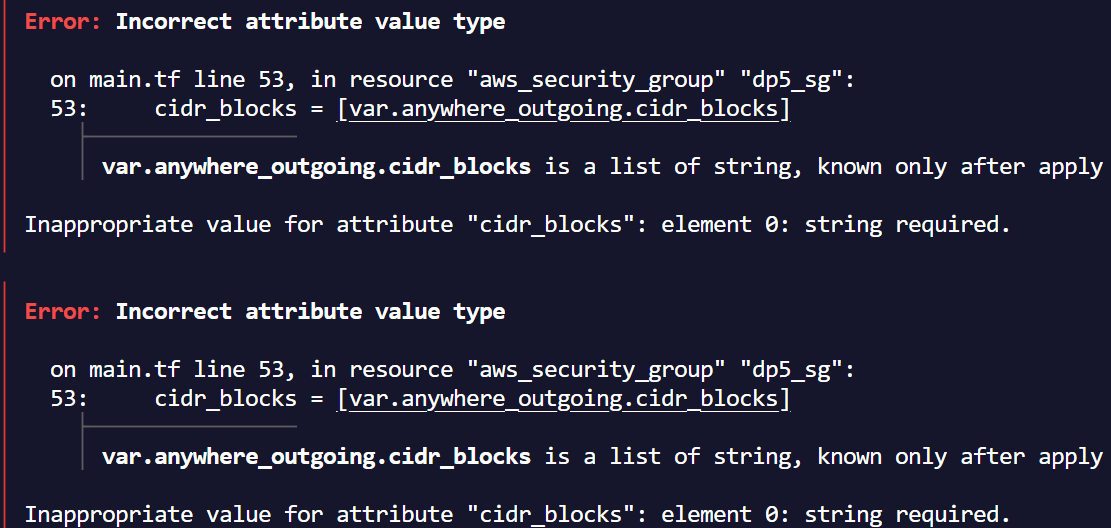 Error: Incorrect attribute value type
on main.tf line 53, in resource "aws_security_group" "dp5_sg":
53:     cidr_blocks = [var.anywhere_outgoing.cidr_blocks]
var.anywhere_outgoing.cidr_blocks is a list of string, known only after apply
Inappropriate value for attribute "cidr_blocks": element 0: string required.
Error: Incorrect attribute value type
on main.tf line 53, in resource "aws_security_group" "dp5_sg":
53:     cidr_blocks = [var.anywhere_outgoing.cidr_blocks]
var.anywhere_outgoing.cidr_blocks is a list of string, known only after apply
Inappropriate value for attribute "cidr_blocks": element 0: string required.